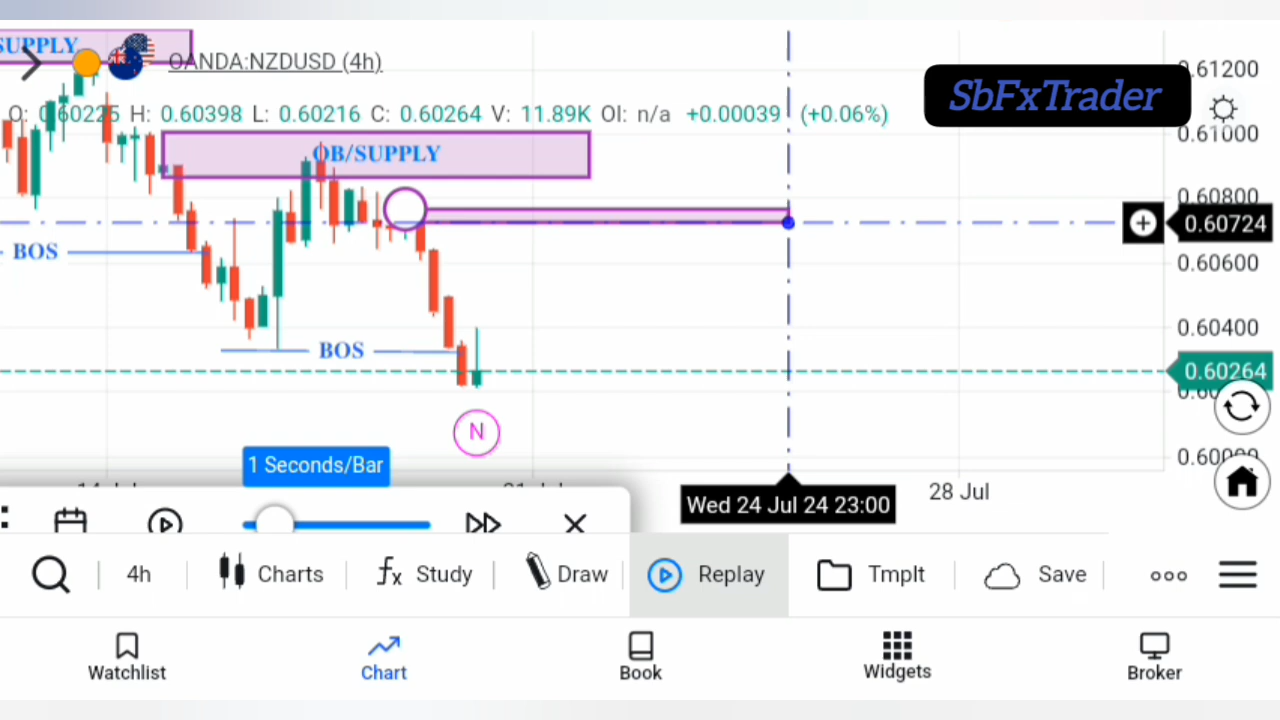 SUPPLY
OANDA:NZDUSD (4h)
SbFxTrader
O: 0.60225 H: 0.60398 L: 0.60216 C: 0.60264 V: 11.89K OI: n/a +0.00039 (+0.06%)
OB/SUPPLY
BOS
BOS
N
0.61200
0.61000
0.60800
0.60724
0.60600
0.60400
0.60264
0.60000
1 Seconds/Bar
Wed 24 Jul 24 23:00
28 Jul
4h
Charts
fx Study
Draw
Replay
Tmplt
Save
Watchlist
Chart
Book
Widgets
Broker